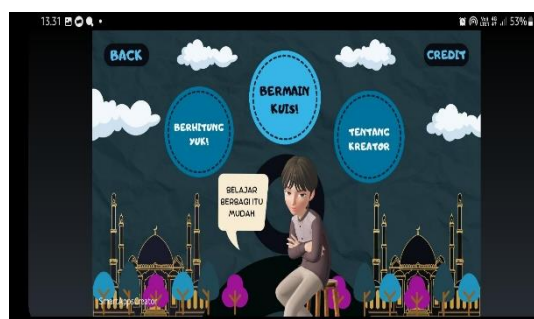 13.31
53%
BACK
CREDIT
BERMAIN
KUIS!
BERHITUNG
YUK!
TENTANG
KREATOR
BELAJAR
BERBAGI ITU
MUDAH
SmartAppsCreator